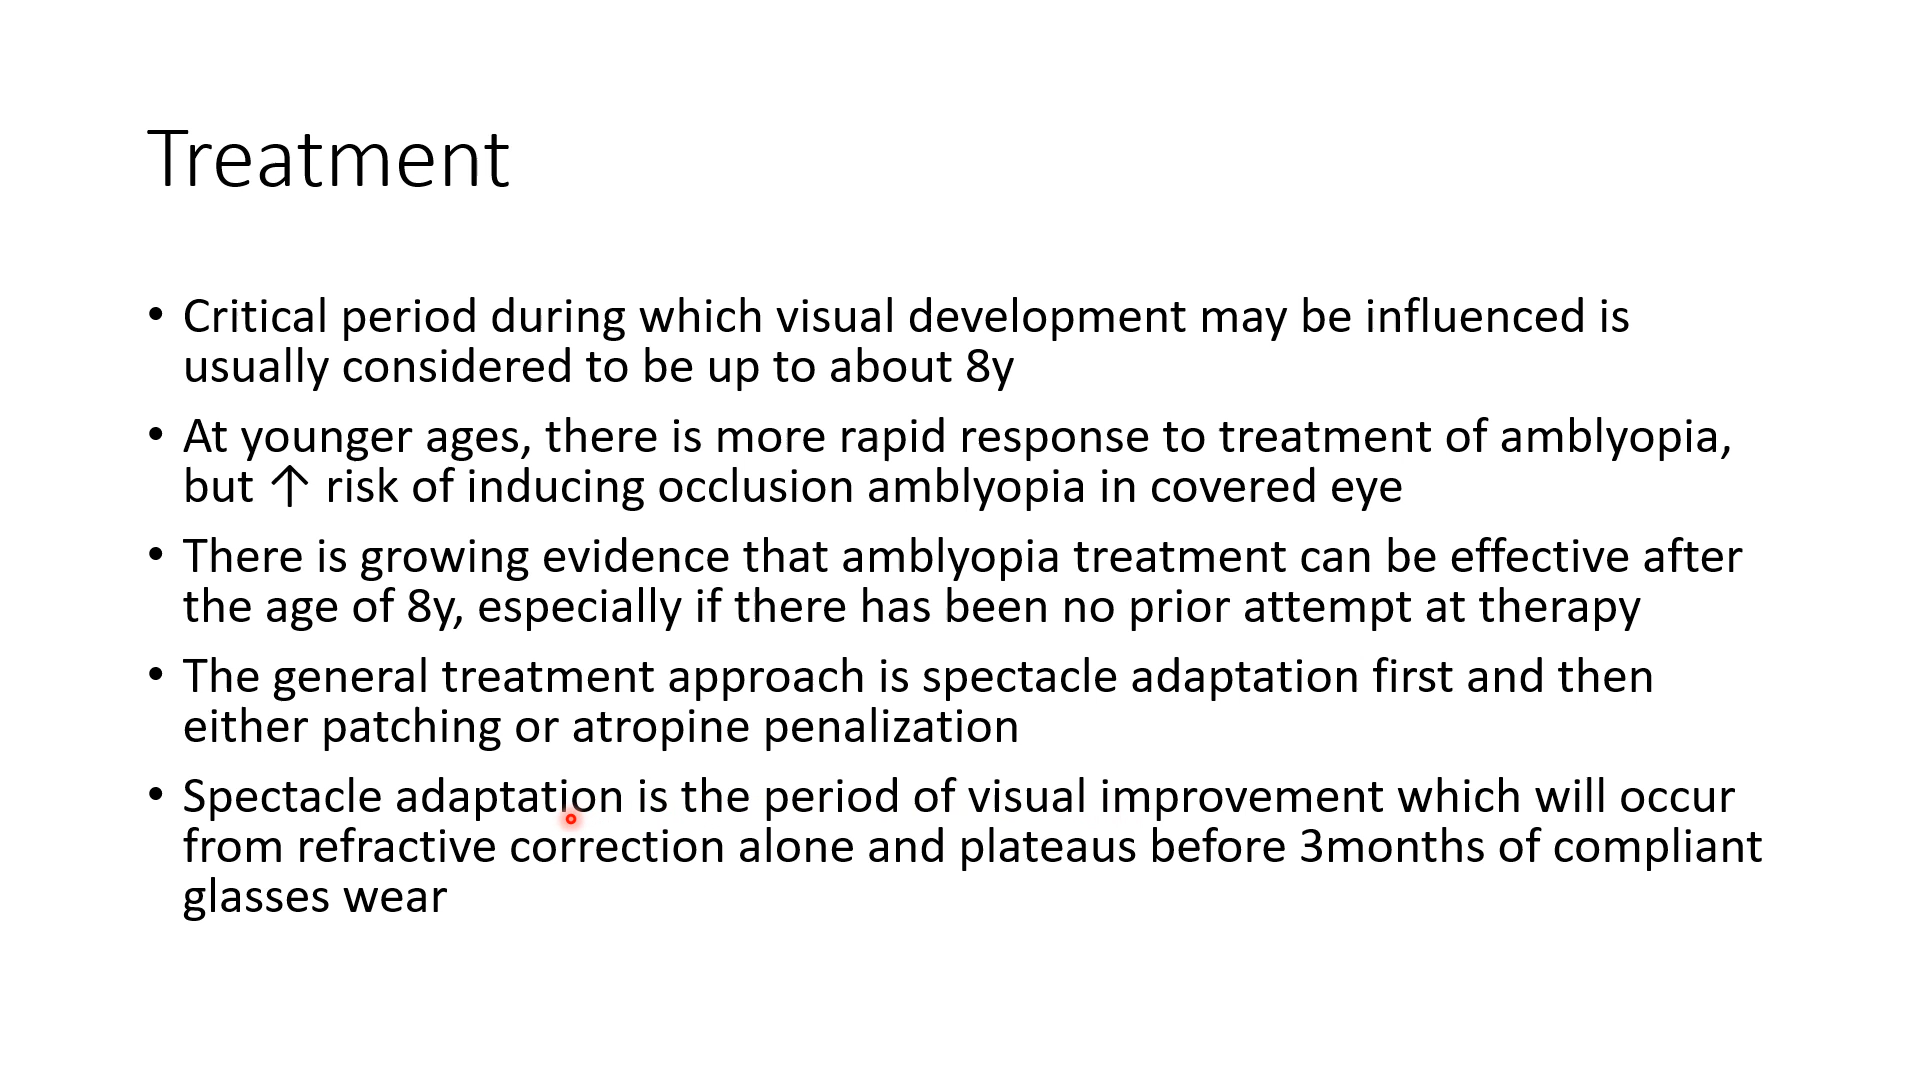 Treatment
• Critical period during which visual development may be influenced is
usually considered to be up to about 8y
• At younger ages, there is more rapid response to treatment of amblyopia,
but ↑ risk of inducing occlusion amblyopia in covered eye
• There is growing evidence that amblyopia treatment can be effective after
the age of 8y, especially if there has been no prior attempt at therapy
• The general treatment approach is spectacle adaptation first and then
either patching or atropine penalization
• Spectacle adaptation is the period of visual improvement which will occur
from refractive correction alone and plateaus before 3months of compliant
glasses wear